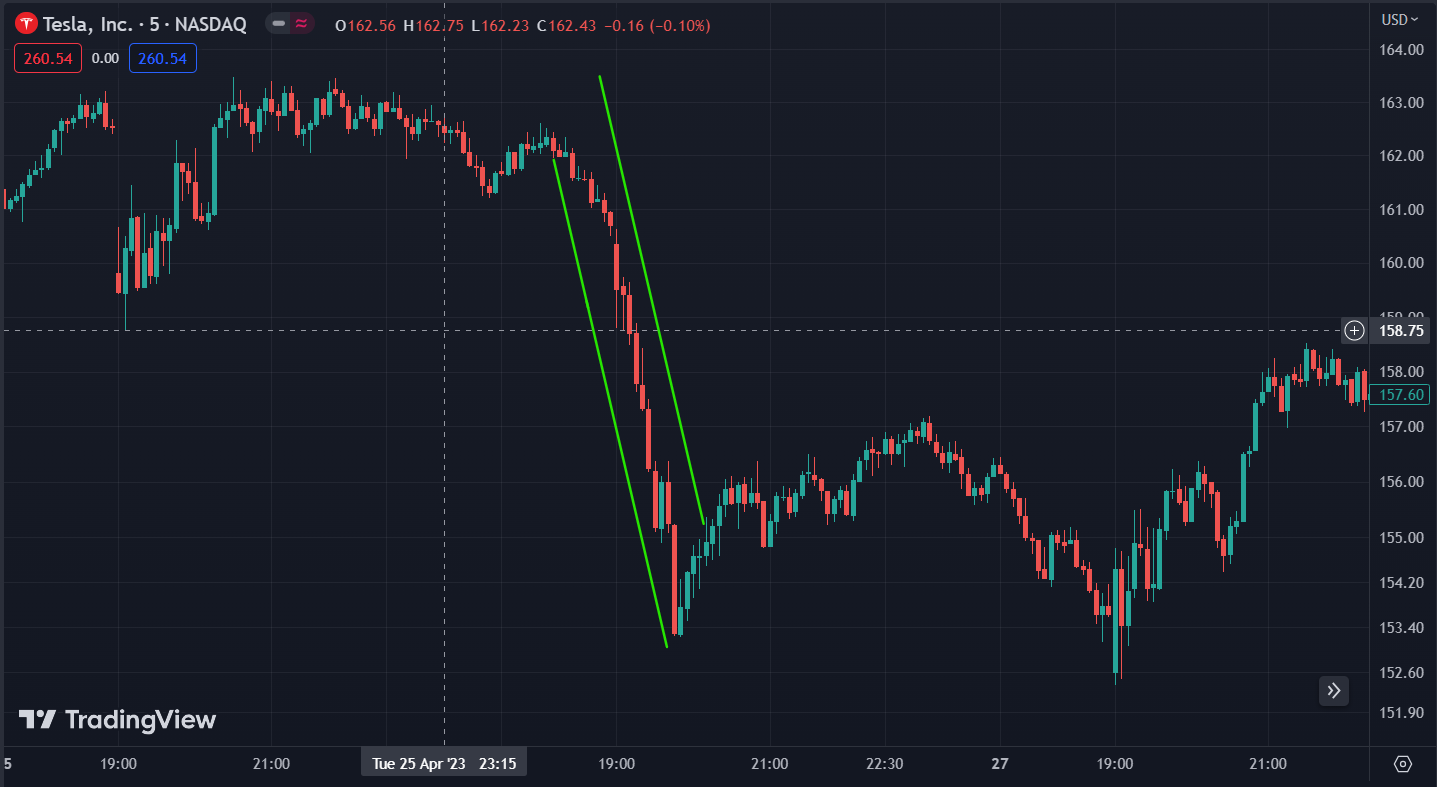 Tesla, Inc. · 5 · NASDAQ
O162.56 H162.75 L162.23 C162.43 −0.16 (−0.10%)
USD
260.54 0.00 260.54
164.00
163.00
162.00
161.00
160.00
159.00
158.75
158.00
157.60
157.00
156.00
155.00
154.20
153.40
152.60
151.90
TradingView
5 19:00 21:00 Tue 25 Apr '23 23:15 19:00 21:00 22:30 27 19:00 21:00